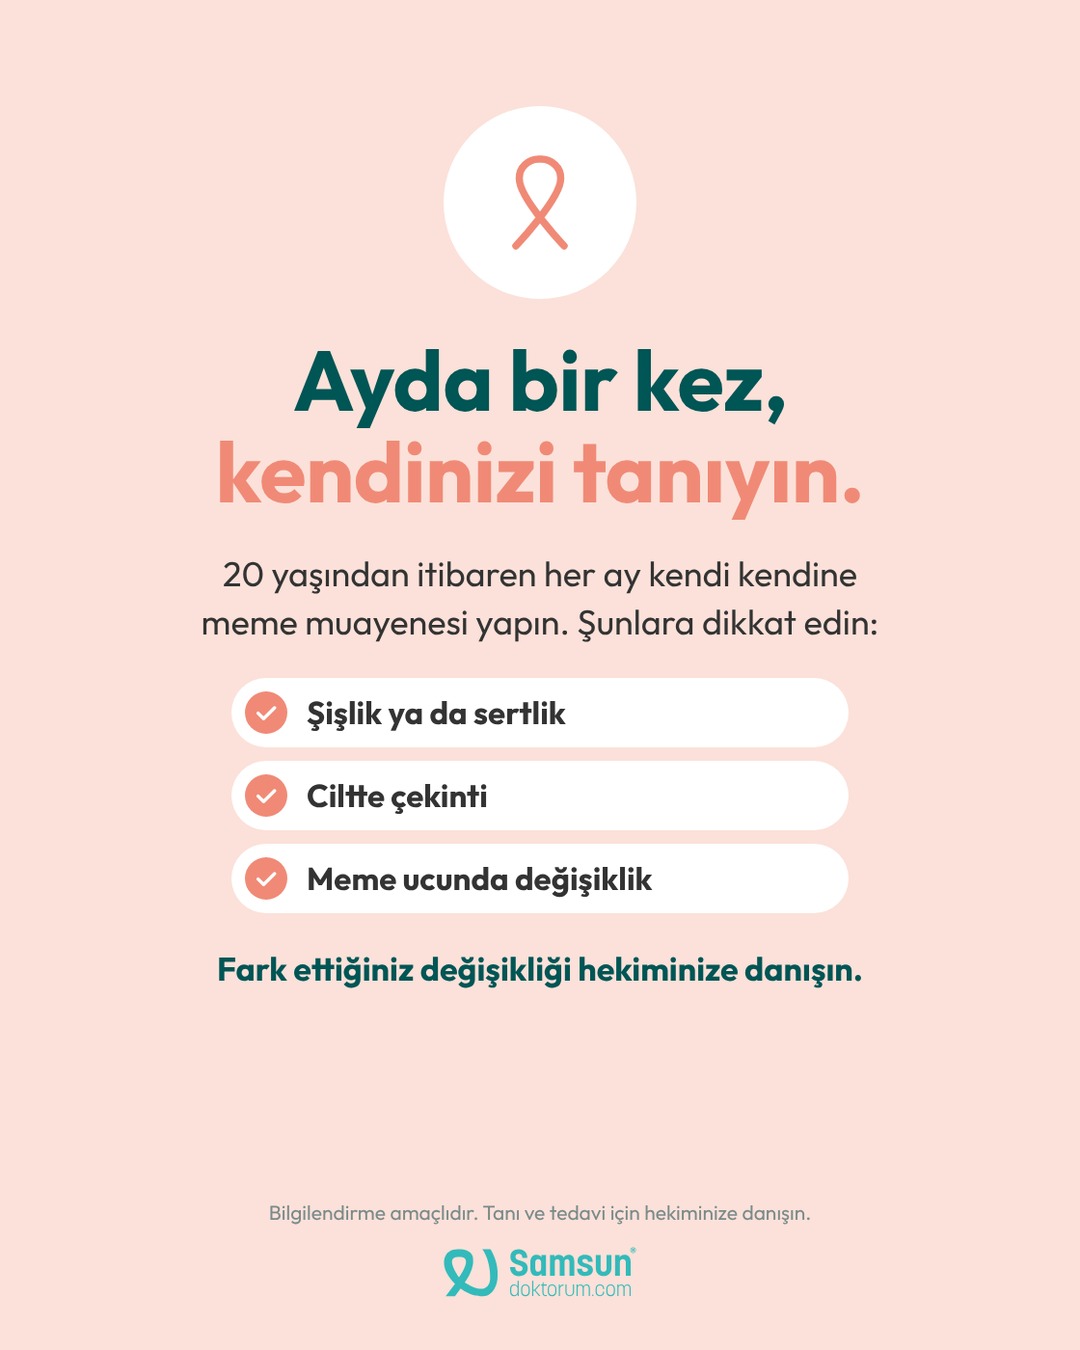 Ayda bir kez,
kendinizi tanıyın.
20 yaşından itibaren her ay kendi kendine
meme muayenesi yapın. Şunlara dikkat edin:
Şişlik ya da sertlik
Ciltte çekinti
Meme ucunda değişiklik
Fark ettiğiniz değişikliği hekiminize danışın.
Bilgilendirme amaçlıdır. Tanı ve tedavi için hekiminize danışın.
Samsun®
doktorum.com